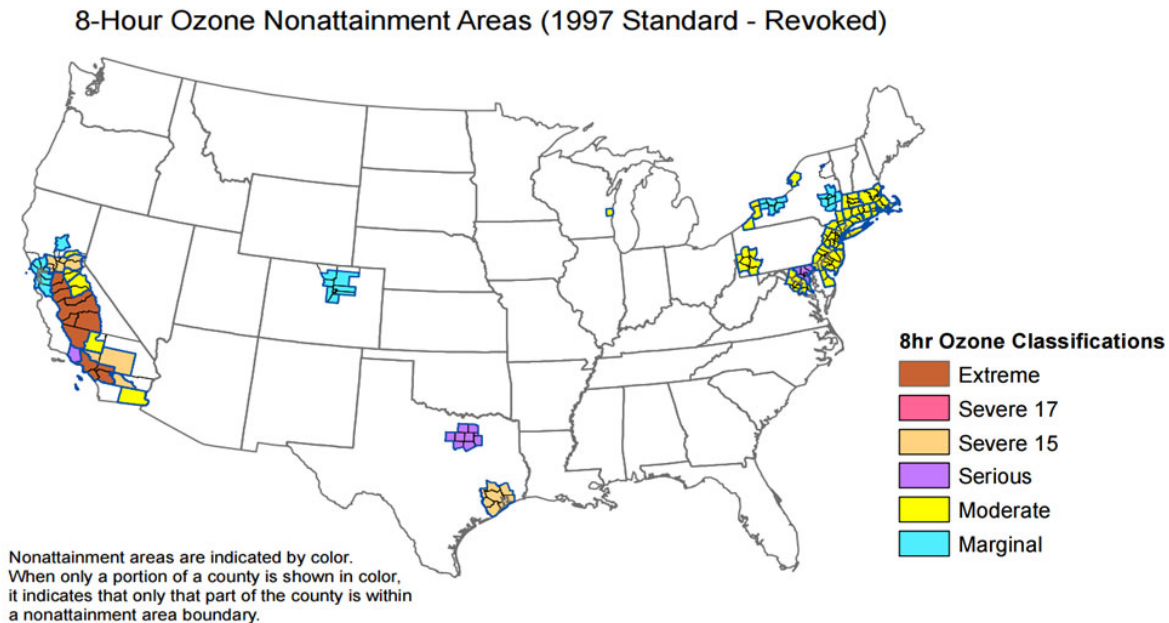 8-Hour Ozone Nonattainment Areas (1997 Standard - Revoked)
8hr Ozone Classifications
Extreme
Severe 17
Severe 15
Serious
Moderate
Marginal
Nonattainment areas are indicated by color.
When only a portion of a county is shown in color,
it indicates that only that part of the county is within
a nonattainment area boundary.